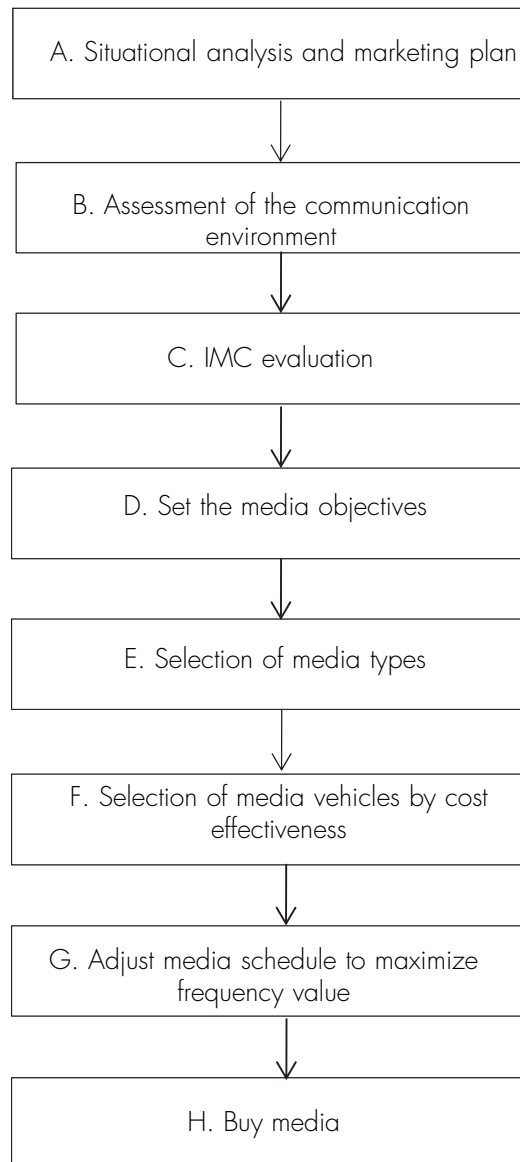 A. Situational analysis and marketing plan
B. Assessment of the communication
environment
C. IMC evaluation
D. Set the media objectives
E. Selection of media types
F. Selection of media vehicles by cost
effectiveness
G. Adjust media schedule to maximize
frequency value
H. Buy media